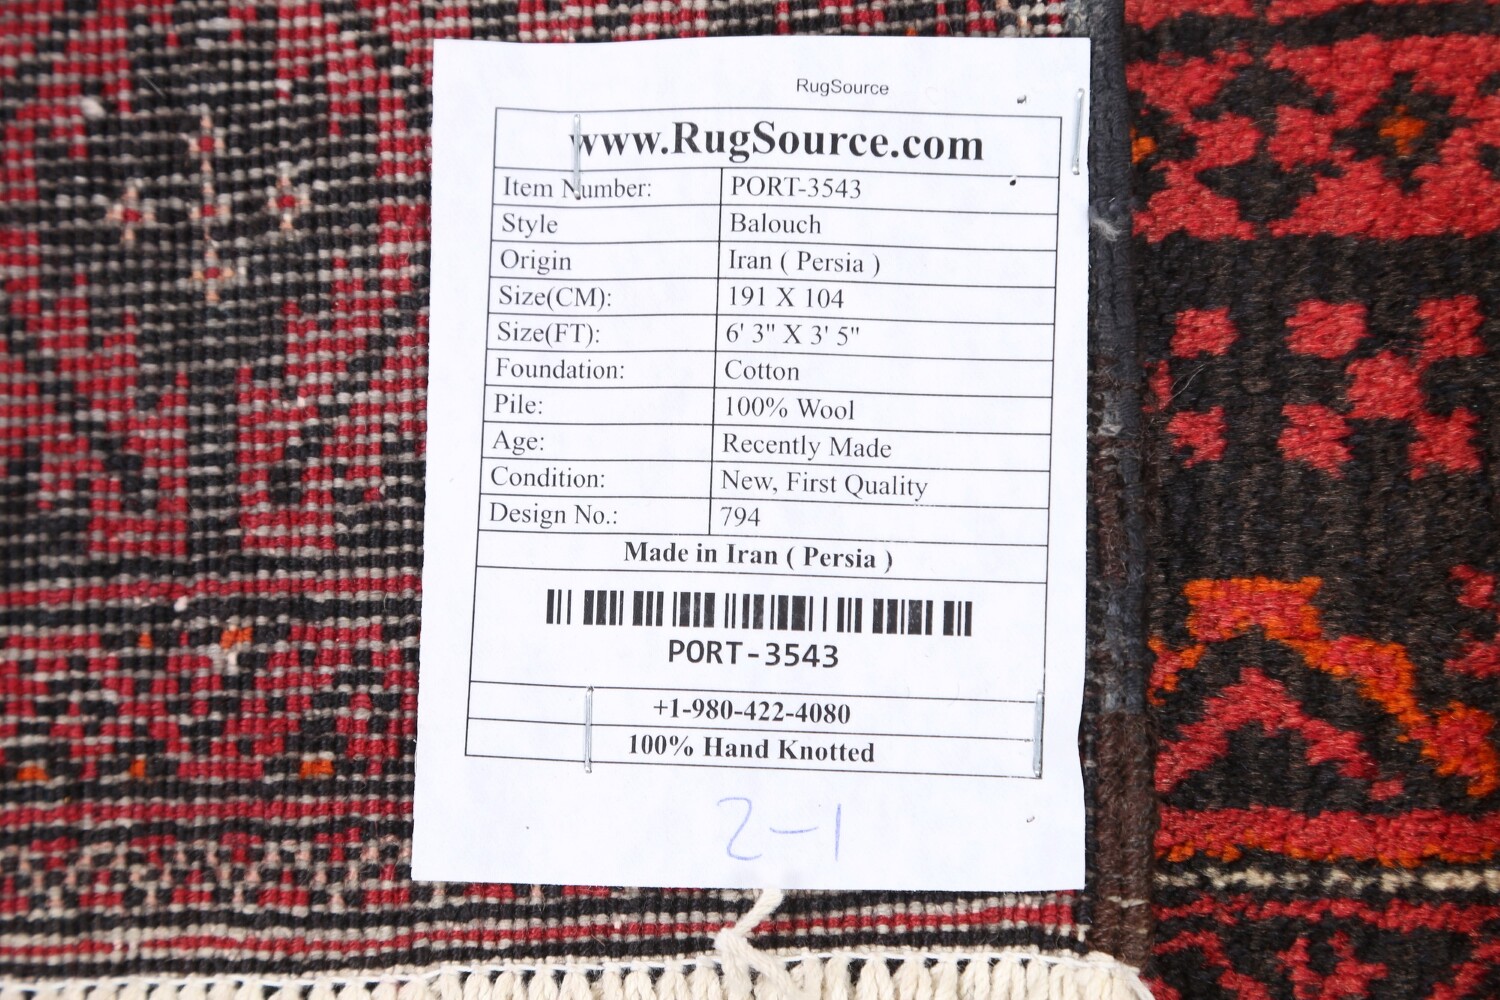 RugSource
www.RugSource.com
Item Number: PORT-3543
Style Balouch
Origin Iran ( Persia )
Size(CM): 191 X 104
Size(FT): 6' 3" X 3' 5"
Foundation: Cotton
Pile: 100% Wool
Age: Recently Made
Condition: New, First Quality
Design No.: 794
Made in Iran ( Persia )
PORT-3543
+1-980-422-4080
100% Hand Knotted
2-1